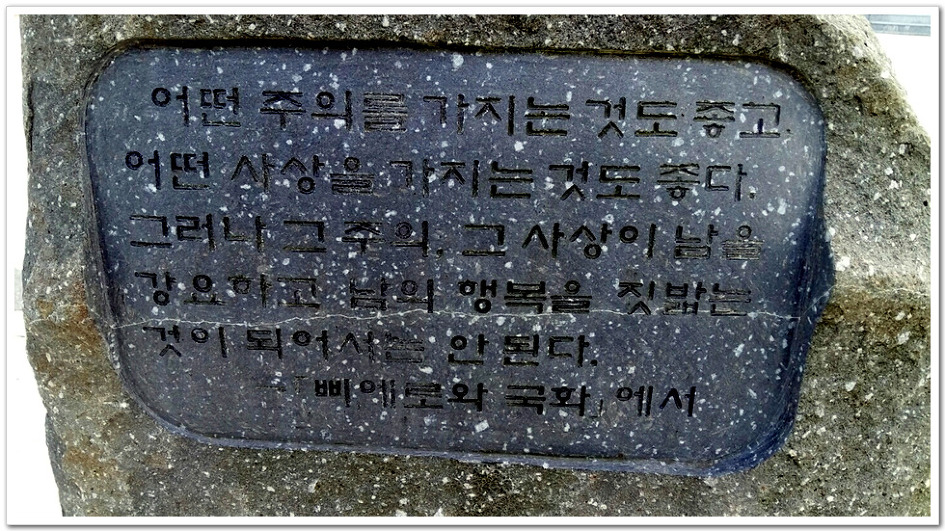 어떤 주의를 가지는 것도 좋고.
어떤 사상을 가지는 것도 좋다.
그러나 그 주의. 그 사상이 남을
강요하고 남의 행복을 짓밟는
것이 되어서는 안 된다.
-「삐에로와 국화」에서